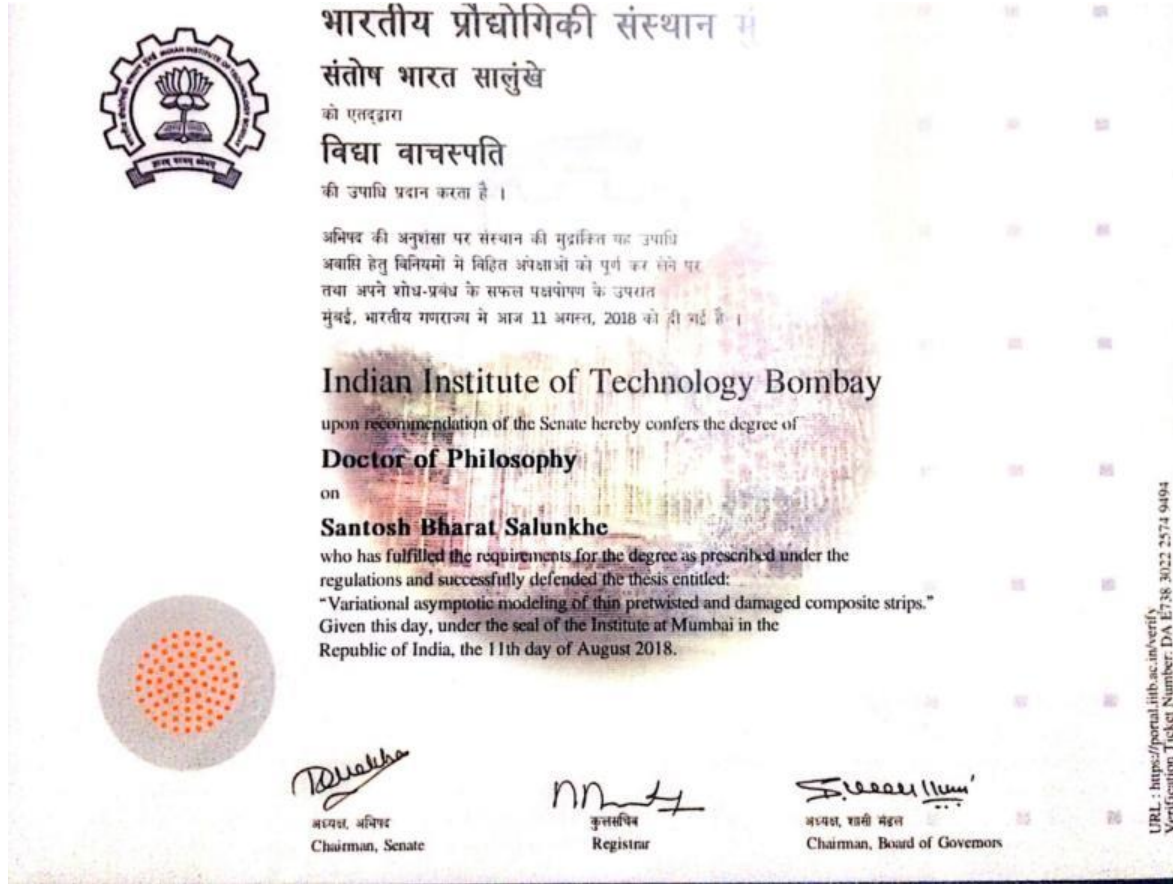 भारतीय प्रौद्योगिकी संस्थान
संतोष भारत सालुंखे
को एतद्द्वारा
विद्या वाचस्पति
की उपाधि प्रदान करता है ।
अभिषद की अनुशंसा पर संस्थान की मुद्रांकित यह उपाधि
अवाप्ति हेतु विनियमों में विहित अपेक्षाओं को पूर्ण कर लेने पर
तथा अपने शोध-प्रबंध के सफल पक्षपोषण के उपरांत
मुंबई, भारतीय गणराज्य में आज 11 अगस्त, 2018 को दी गई है ।
Indian Institute of Technology Bombay
upon recommendation of the Senate hereby confers the degree of
Doctor of Philosophy
on
Santosh Bharat Salunkhe
who has fulfilled the requirements for the degree as prescribed under the
regulations and successfully defended the thesis entitled:
“Variational asymptotic modeling of thin pretwisted and damaged composite strips.”
Given this day, under the seal of the Institute at Mumbai in the
Republic of India, the 11th day of August 2018.
अध्यक्ष, अभिषद
Chairman, Senate
कुलसचिव
Registrar
अध्यक्ष, शासी मंडल
Chairman, Board of Governors
URL : https://portal.iitb.ac.in/verify
Verification Ticket Number: DA E738 3022 2574 9494